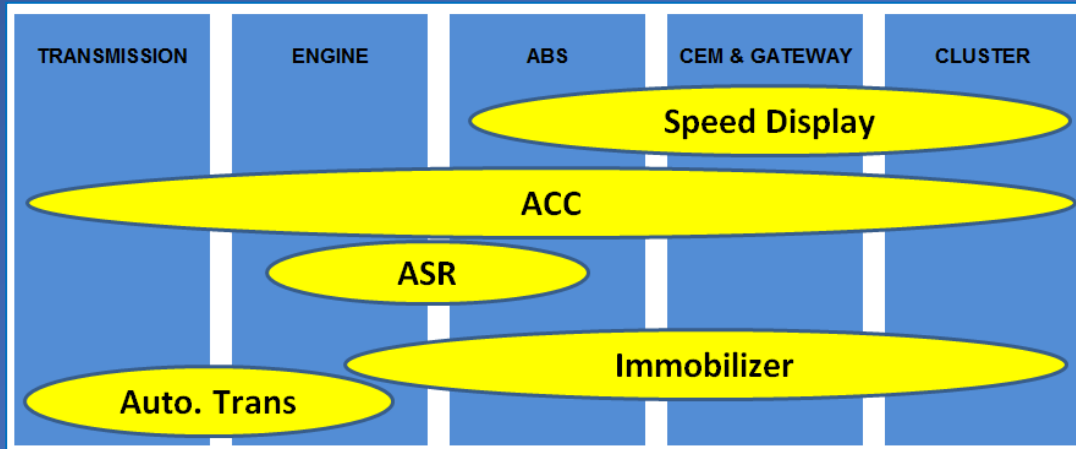 TRANSMISSION ENGINE ABS CEM & GATEWAY CLUSTER
Speed Display
ACC
ASR
Immobilizer
Auto. Trans